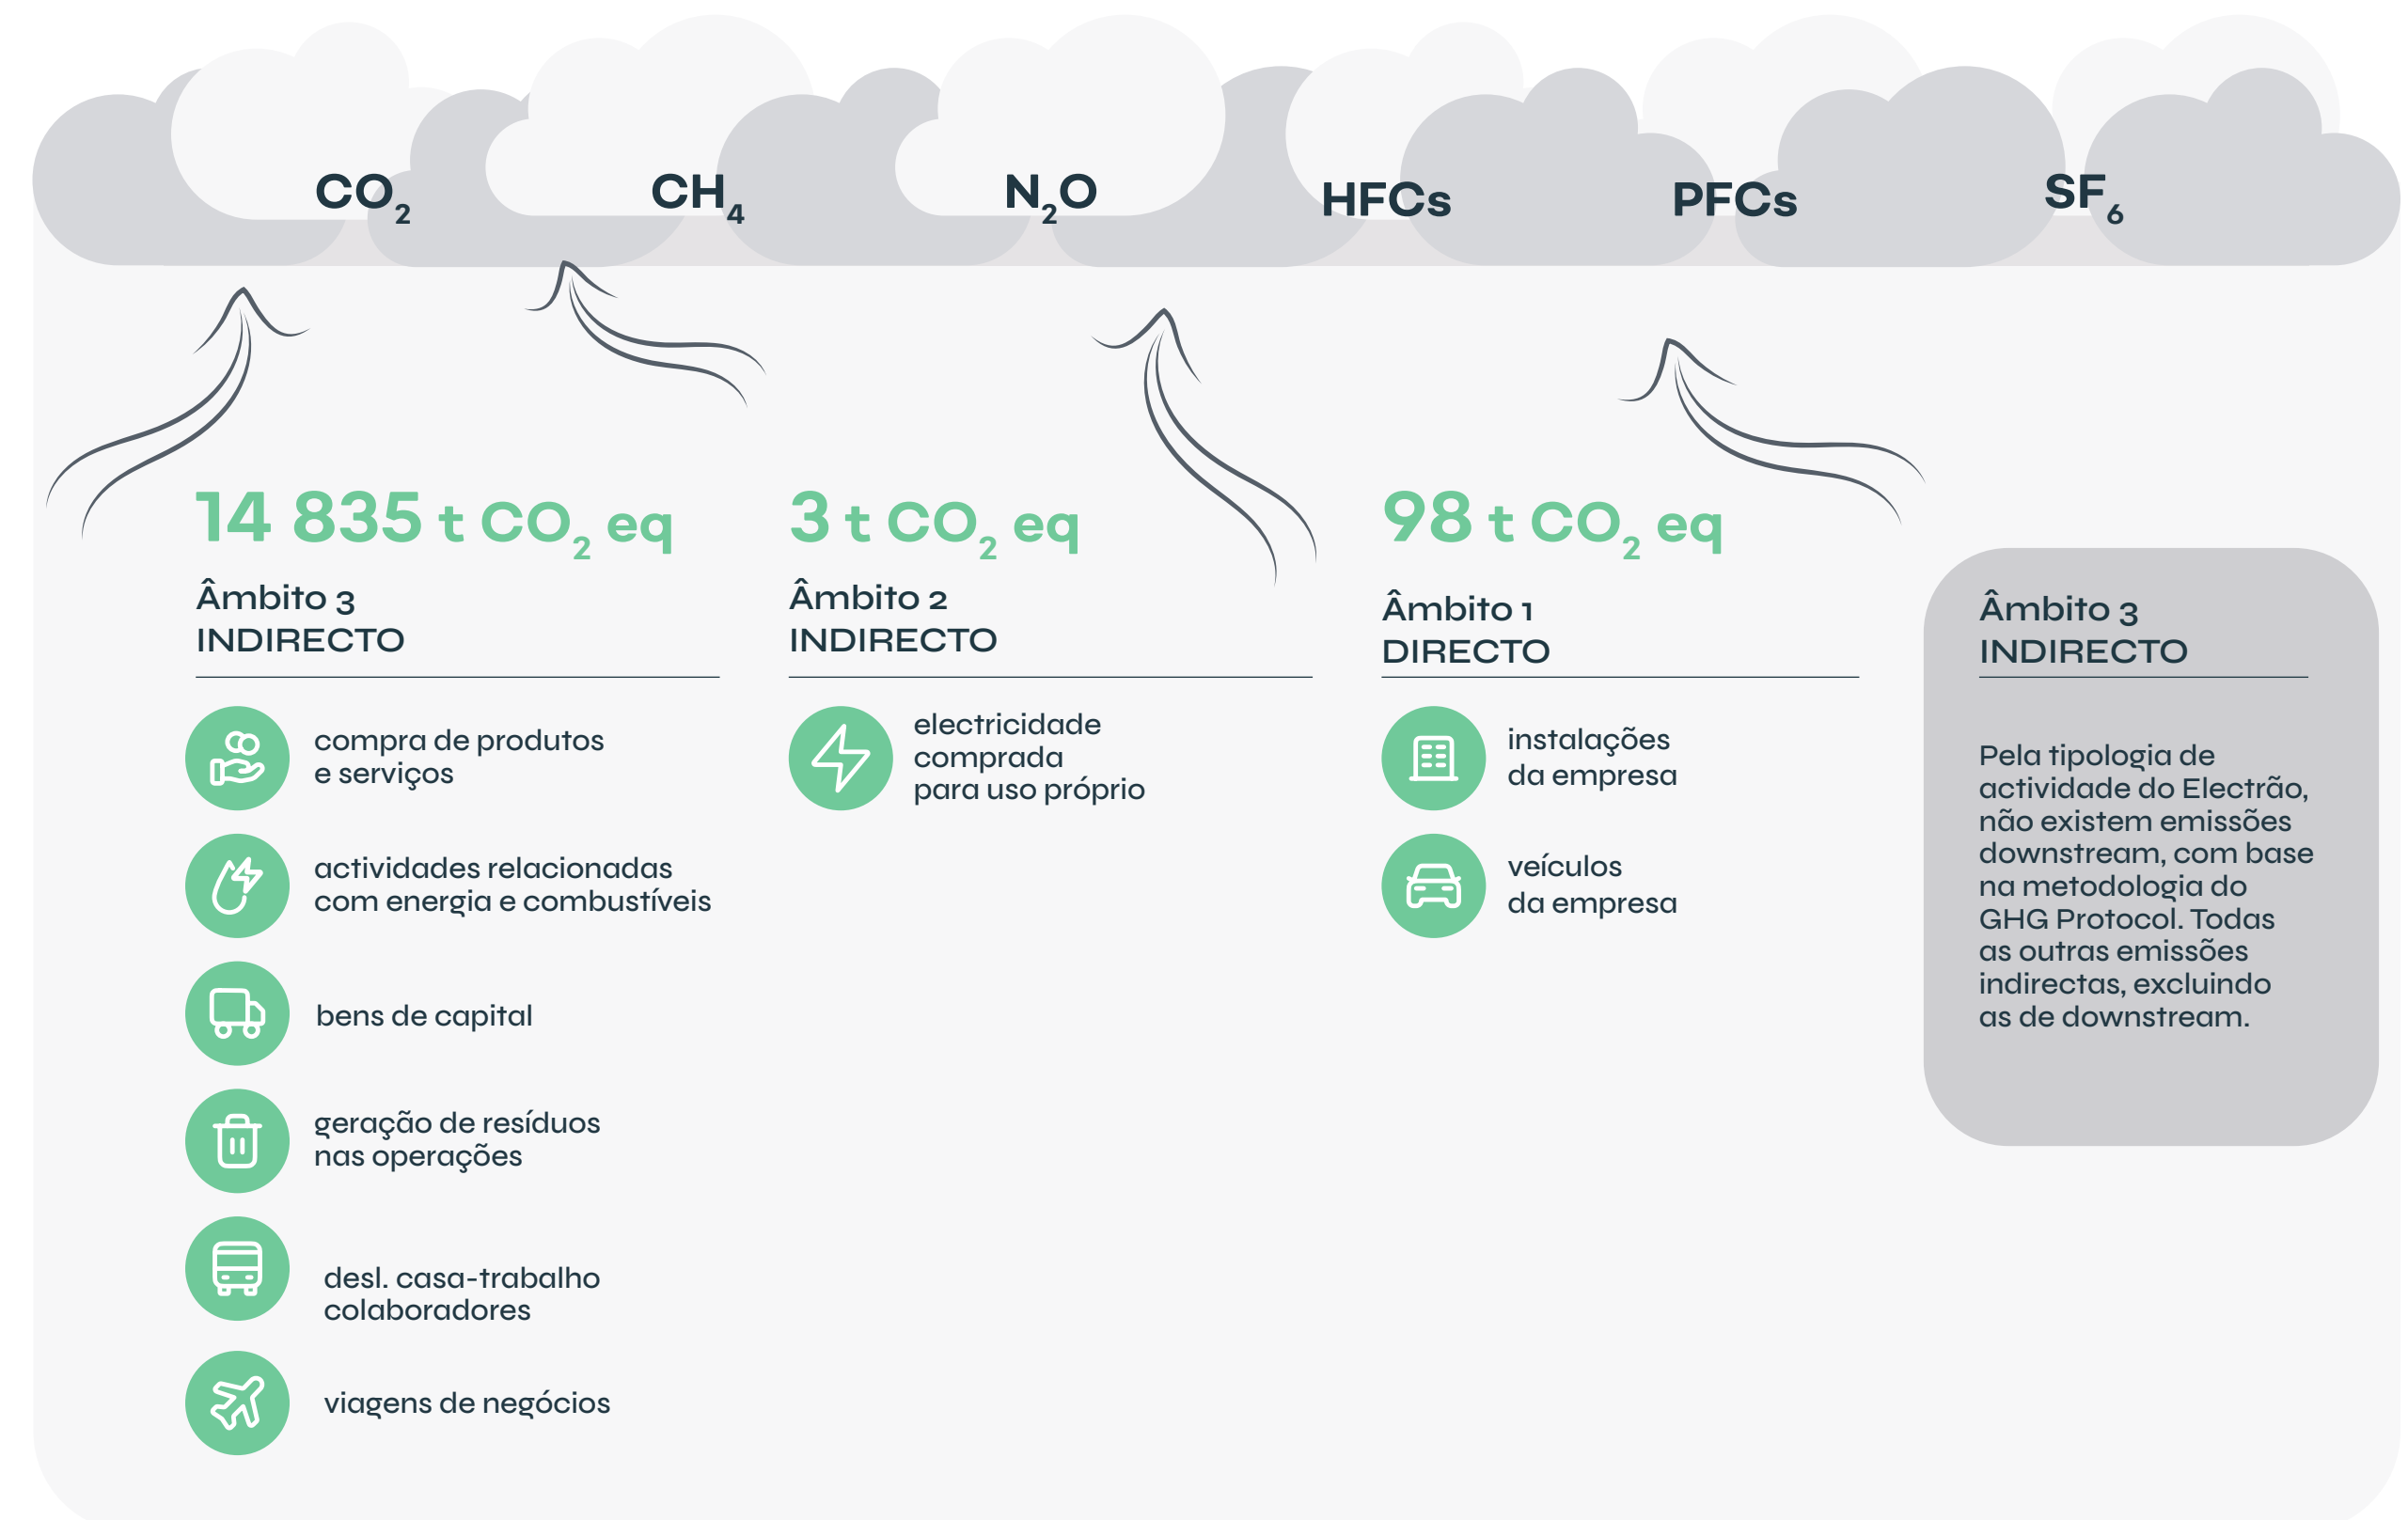 CO₂
CH₄
N₂O
HFCs
PFCs
SF₆
14 835 t CO₂ eq
Âmbito 3
INDIRECTO
compra de produtos
e serviços
actividades relacionadas
com energia e combustíveis
bens de capital
geração de resíduos
nas operações
desl. casa-trabalho
colaboradores
viagens de negócios
3 t CO₂ eq
Âmbito 2
INDIRECTO
electricidade
comprada
para uso próprio
98 t CO₂ eq
Âmbito 1
DIRECTO
instalações
da empresa
veículos
da empresa
Âmbito 3
INDIRECTO
Pela tipologia de
actividade do Electrão,
não existem emissões
downstream, com base
na metodologia do
GHG Protocol. Todas
as outras emissões
indirectas, excluindo
as de downstream.